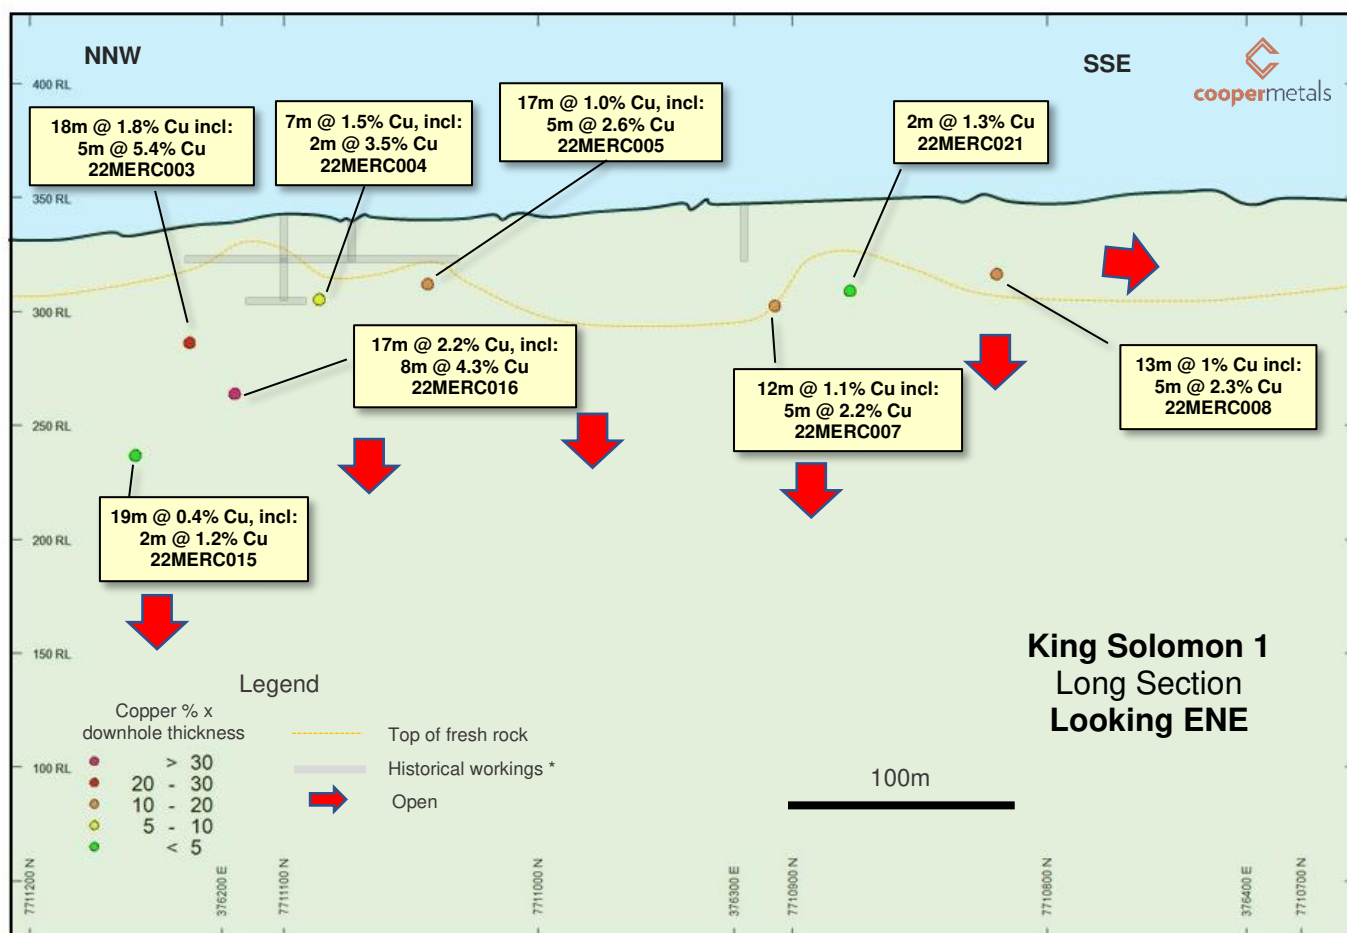 NNW
SSE
coopermetals
400 RL
350 RL
300 RL
250 RL
200 RL
150 RL
100 RL
18m @ 1.8% Cu incl:
5m @ 5.4% Cu
22MERC003
7m @ 1.5% Cu, incl:
2m @ 3.5% Cu
22MERC004
17m @ 1.0% Cu, incl:
5m @ 2.6% Cu
22MERC005
2m @ 1.3% Cu
22MERC021
17m @ 2.2% Cu, incl:
8m @ 4.3% Cu
22MERC016
12m @ 1.1% Cu incl:
5m @ 2.2% Cu
22MERC007
13m @ 1% Cu incl:
5m @ 2.3% Cu
22MERC008
19m @ 0.4% Cu, incl:
2m @ 1.2% Cu
22MERC015
King Solomon 1
Long Section
Looking ENE
Legend
Copper % x
downhole thickness
> 30
20 - 30
10 - 20
5 - 10
< 5
Top of fresh rock
Historical workings *
Open
100m
7711200 N
376200 E
7711100 N
7711000 N
376300 E
7710900 N
7710800 N
376400 E
7710700 N